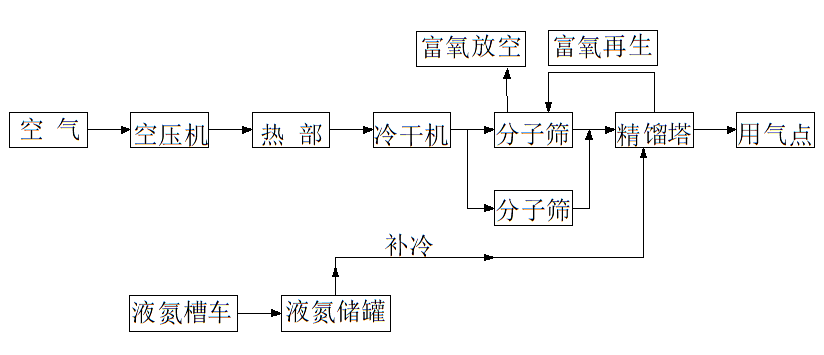 富氧放空
富氧再生
空 气
空压机
热 部
冷干机
分子筛
精馏塔
用气点
分子筛
补冷
液氮槽车
液氮储罐